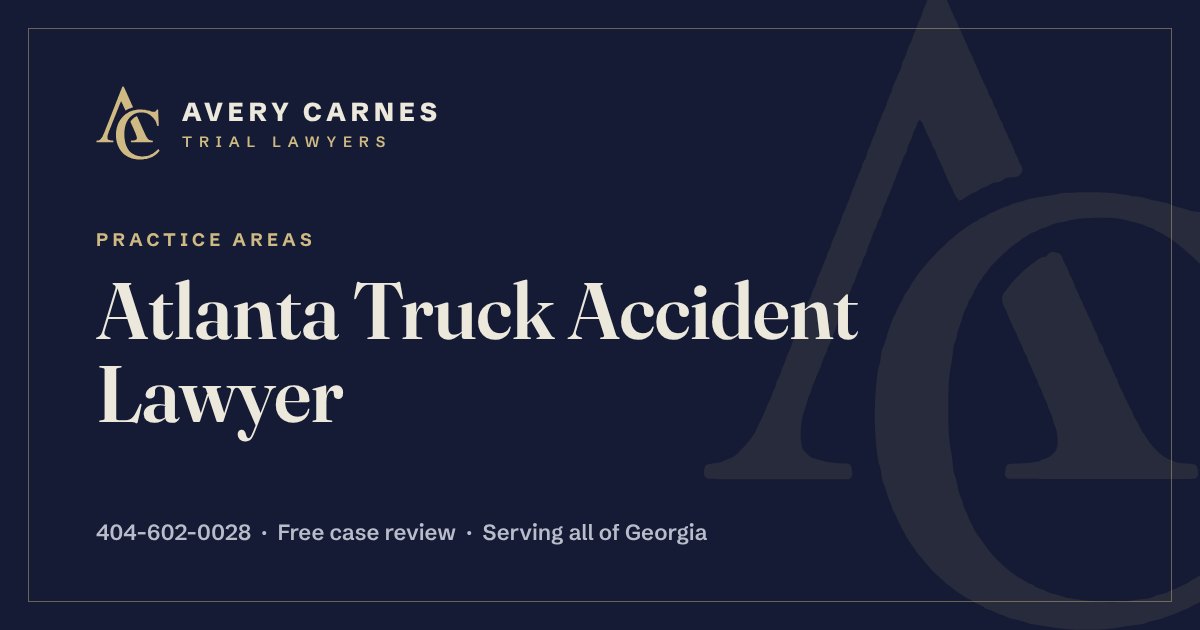 AVERY CARNES
TRIAL LAWYERS
PRACTICE AREAS
Atlanta Truck Accident
Lawyer
404-602-0028 · Free case review · Serving all of Georgia